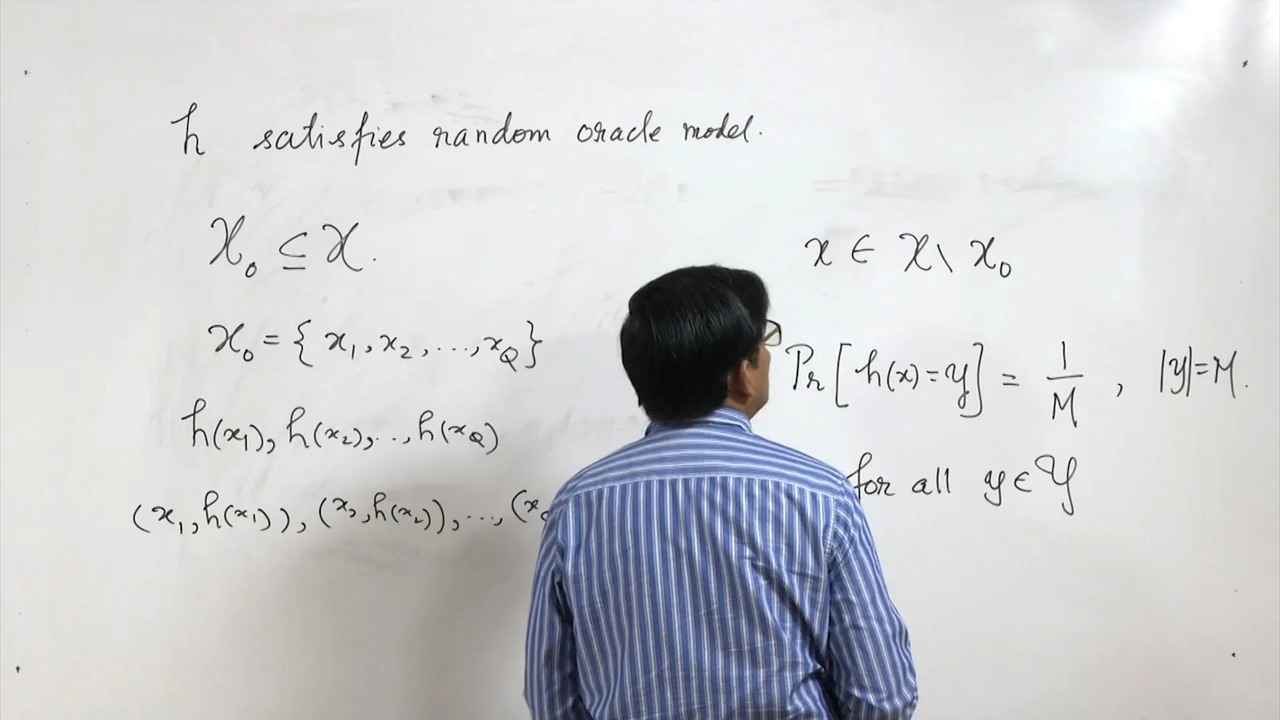 h satisfies random oracle model.
𝒳₀ ⊆ 𝒳.
𝒳₀ = { x₁, x₂, ..., x_Q }
h(x₁), h(x₂), .., h(x_Q)
(x₁, h(x₁)), (x₂, h(x₂)), ..., (x
x ∈ 𝒳 \ 𝒳₀
Pr[h(x) = y] = 1/M , |𝒴| = M.
for all y ∈ 𝒴